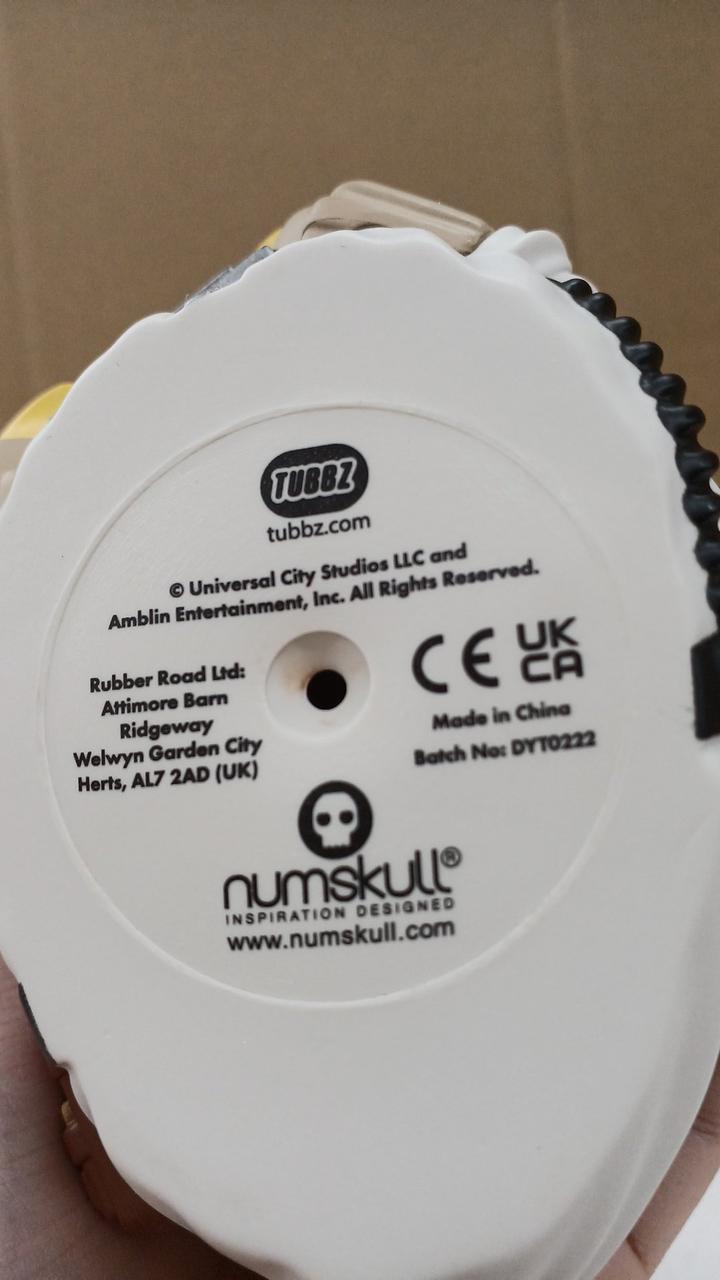 TUBBZ
tubbz.com
© Universal City Studios LLC and
Amblin Entertainment, Inc. All Rights Reserved.
Rubber Road Ltd:
Attimore Barn
Ridgeway
Welwyn Garden City
Herts, AL7 2AD (UK)
CE UK
CA
Made in China
Batch No: DYT0222
numskull®
INSPIRATION DESIGNED
www.numskull.com